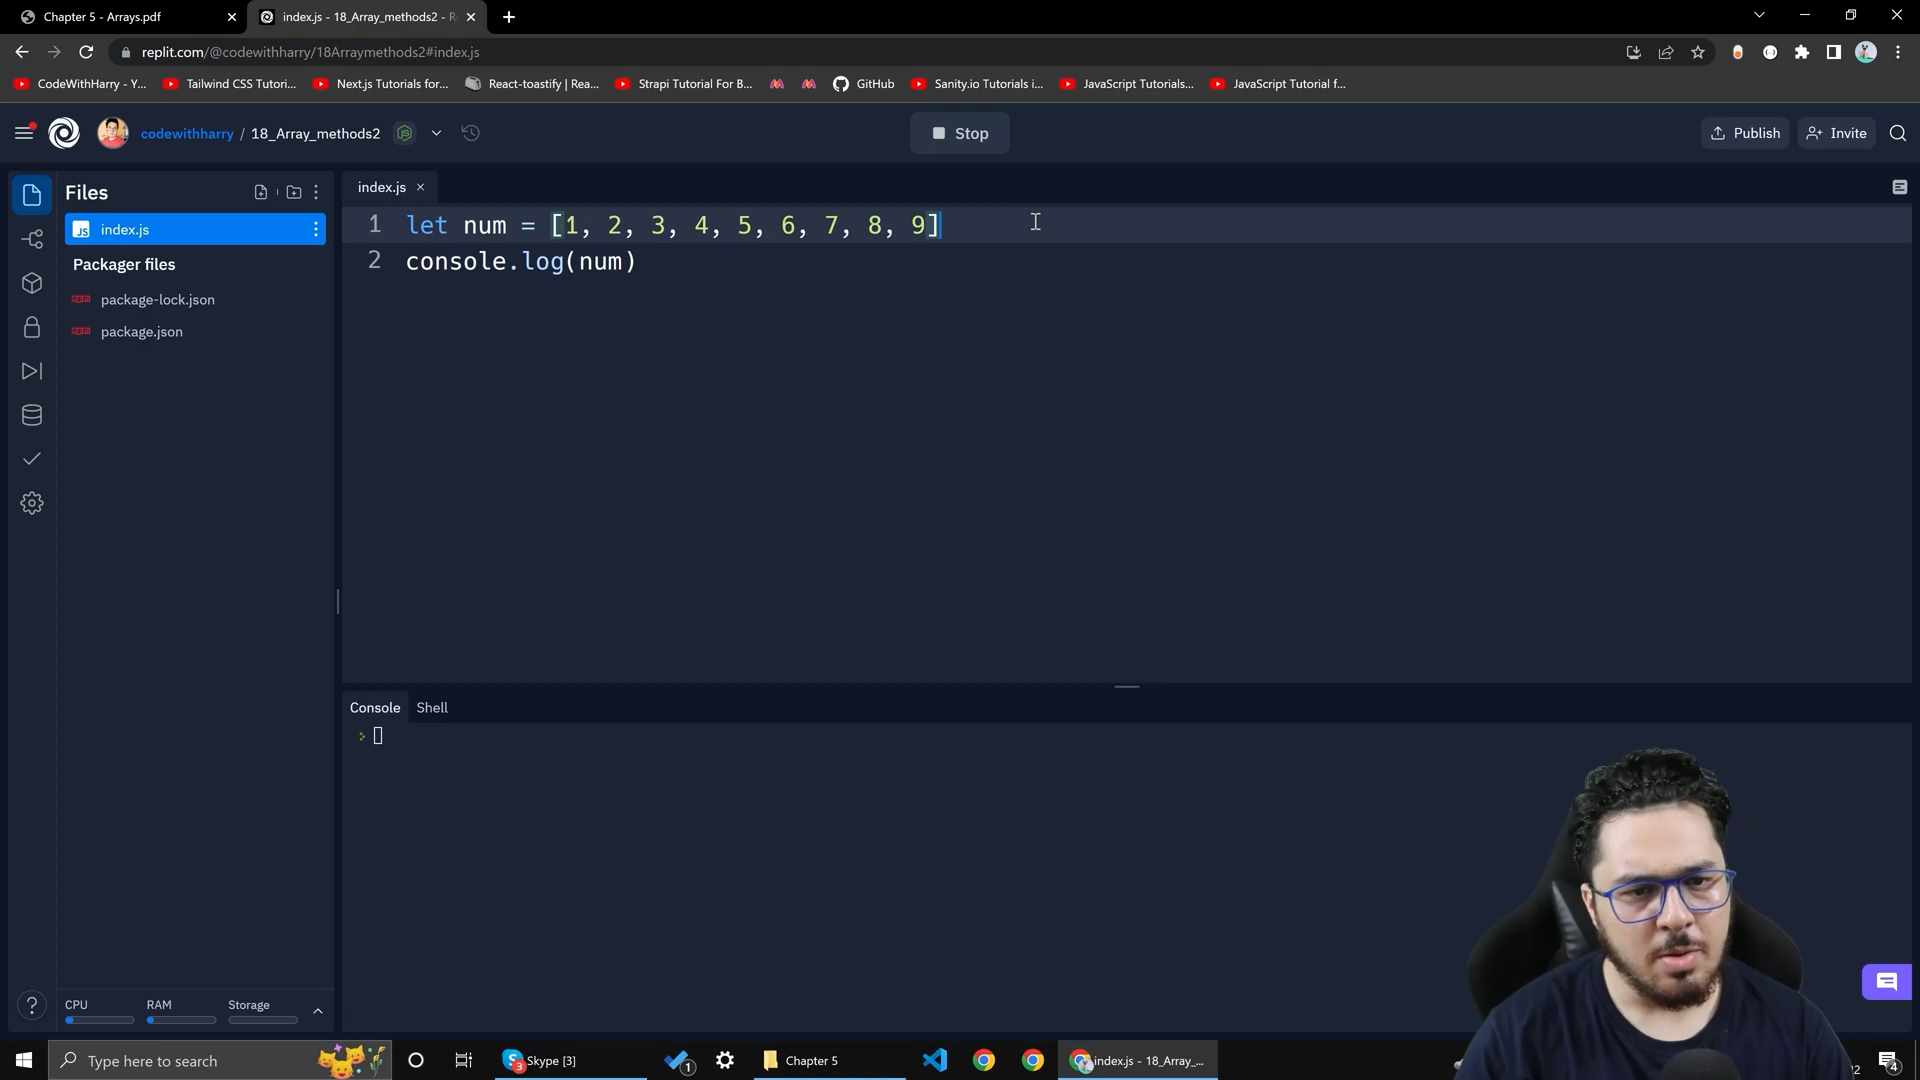 Chapter 5 - Arrays.pdf
index.js - 18_Array_methods2 - R
replit.com/@codewithharry/18Arraymethods2#index.js
CodeWithHarry - Y...
Tailwind CSS Tutori...
Next.js Tutorials for...
React-toastify | Rea...
Strapi Tutorial For B...
GitHub
Sanity.io Tutorials i...
JavaScript Tutorials...
JavaScript Tutorial f...
codewithharry / 18_Array_methods2
Stop
Publish
Invite
Files
index.js
Packager files
package-lock.json
package.json
index.js
1 let num = [1, 2, 3, 4, 5, 6, 7, 8, 9]
2 console.log(num)
Console
Shell
CPU
RAM
Storage
Type here to search
Skype [3]
3
1
Chapter 5
index.js - 18_Array_...
4